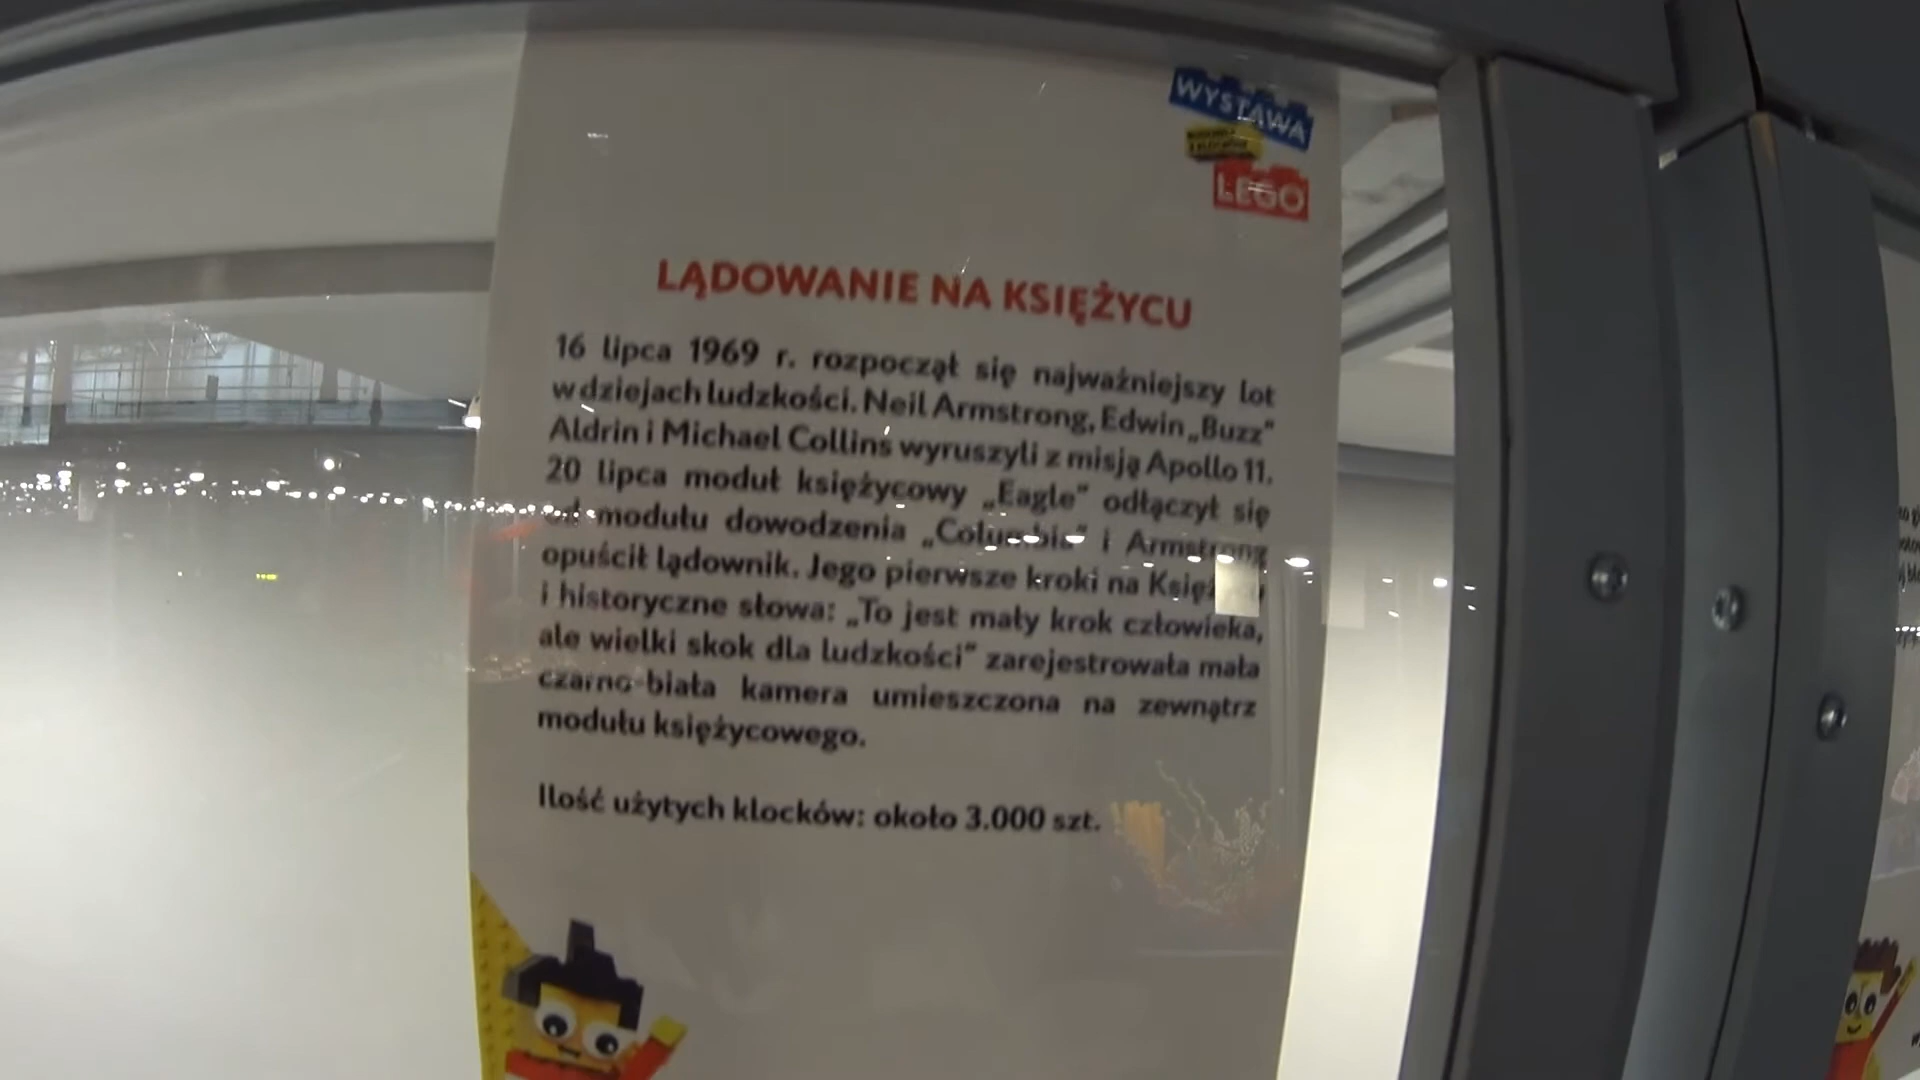 WYSTAWA
LEGO
LĄDOWANIE NA KSIĘŻYCU
16 lipca 1969 r. rozpoczął się najważniejszy lot
w dziejach ludzkości. Neil Armstrong, Edwin „Buzz”
Aldrin i Michael Collins wyruszyli z misją Apollo 11.
20 lipca moduł księżycowy „Eagle” odłączył się
od modułu dowodzenia „Columbia” i Armstrong
opuścił lądownik. Jego pierwsze kroki na
i historyczne słowa: „To jest mały krok człowieka,
ale wielki skok dla ludzkości” zarejestrowała mała
czarno-biała kamera umieszczona na zewnątrz
modułu księżycowego.
Ilość użytych klocków: około 3.000 szt.